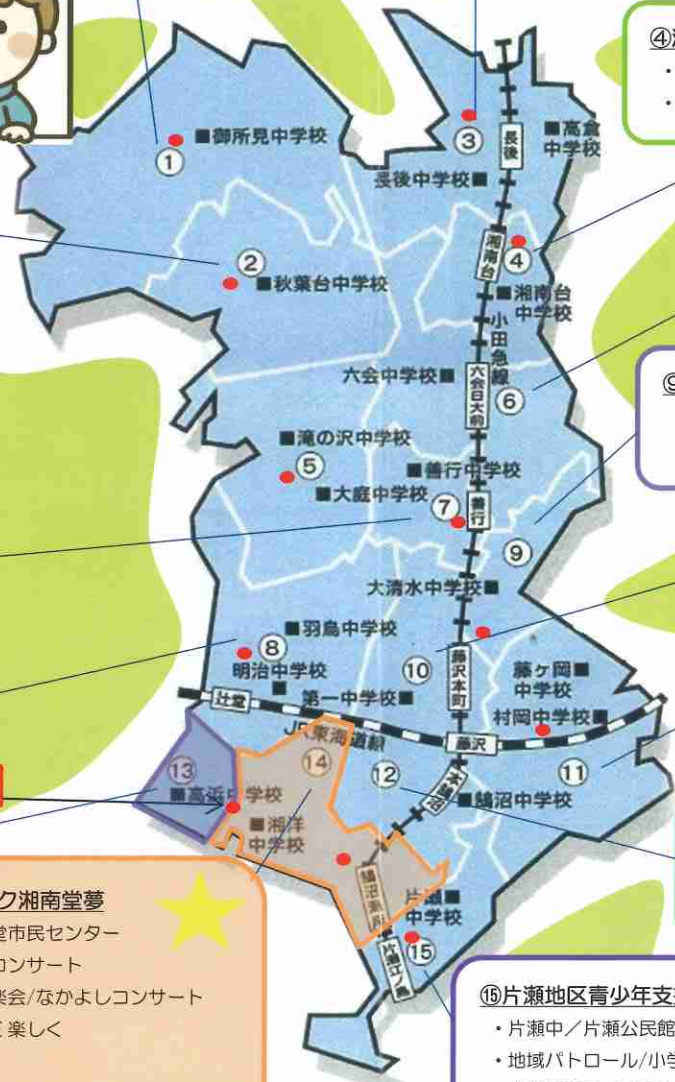 ④
・
・
■御所見中学校
①
③
長後
■高倉
中学校
長後中学校■
②
■秋葉台中学校
湘南台
④
■湘南台
中学校
小田急線
六会中学校■
六会日大前
⑥
⑨
■滝の沢中学校
⑤
■大庭中学校
■善行中学校
⑦
善行
⑨
大清水中学校■
■羽鳥中学校
⑧
明治中学校
■
⑩
藤沢本町
藤ヶ岡■
中学校
辻堂
第一中学校■
村岡中学校■
JR東海道線
藤沢
⑪
⑬
■高浜中学校
⑭
⑫
本鵠沼
■鵠沼中学校
■湘洋
中学校
鵠沼海岸
片瀬■
中学校
⑮
片瀬江ノ島
ク湘南堂夢
堂市民センター
コンサート
楽会/なかよしコンサート
楽しく
⑮片瀬地区青少年支
・片瀬中／片瀬公民館
・地域パトロール/小学